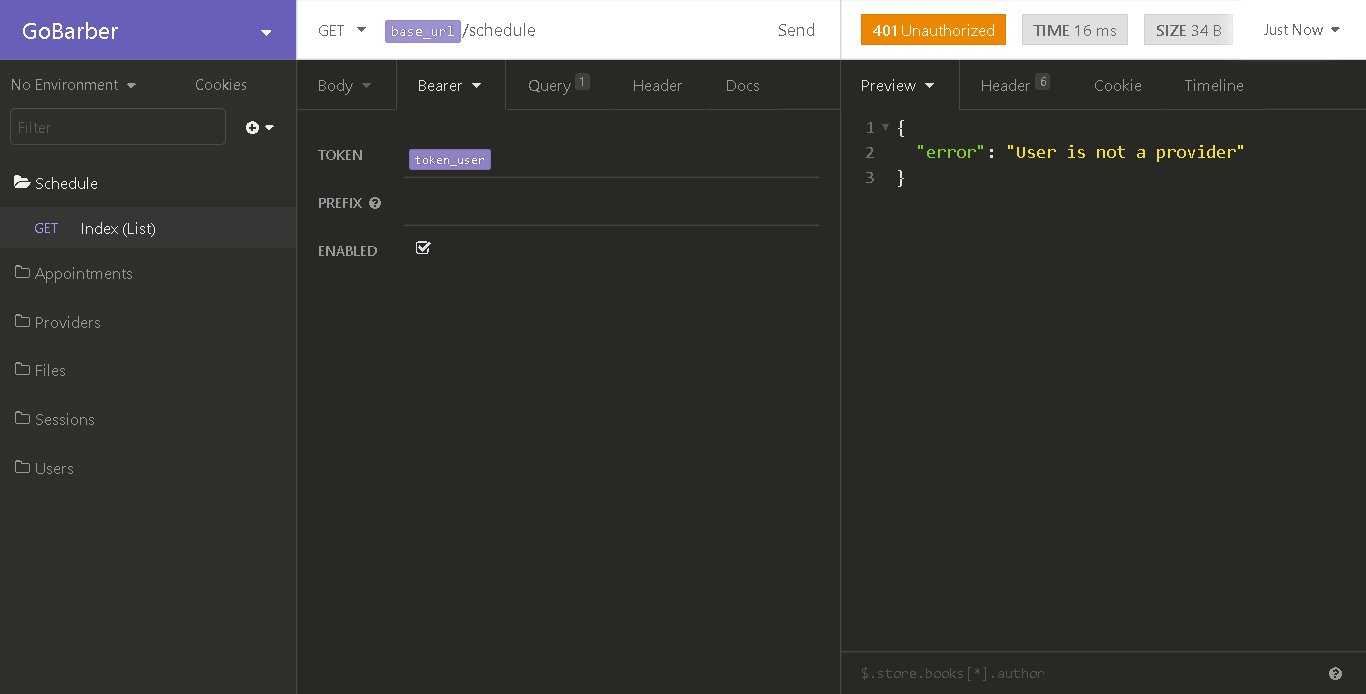 GoBarber
No Environment
Cookies
Filter
Schedule
GET Index (List)
Appointments
Providers
Files
Sessions
Users
GET base_url/schedule Send
Body
Bearer
Query 1
Header
Docs
TOKEN token_user
PREFIX
ENABLED
401 Unauthorized
TIME 16 ms
SIZE 34 B
Just Now
Preview
Header 6
Cookie
Timeline
1 {
2 "error": "User is not a provider"
3 }
$.store.books[*].author